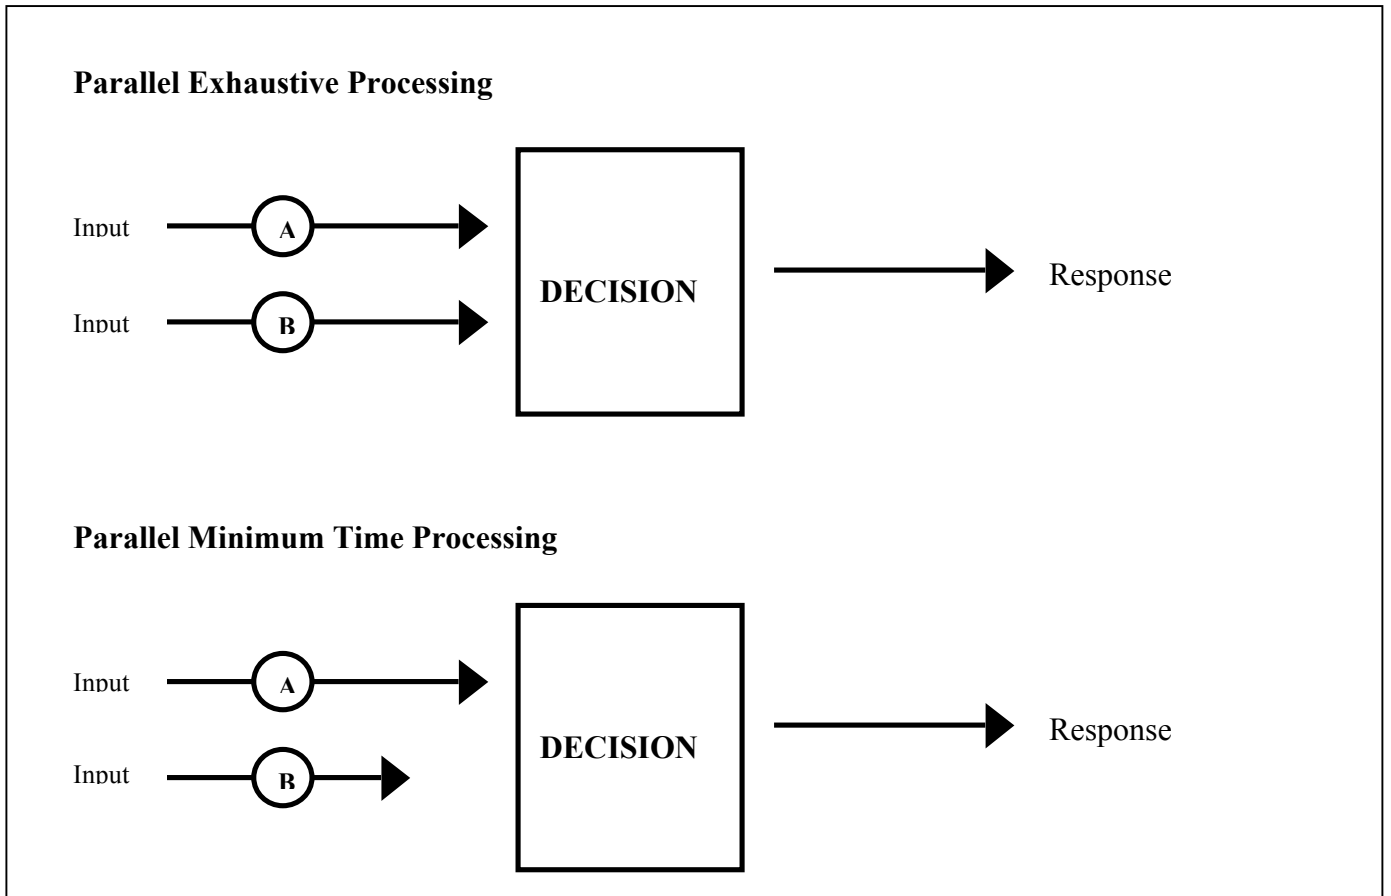 Parallel Exhaustive Processing
Input
A
Input
B
DECISION
Response
Parallel Minimum Time Processing
Input
A
Input
B
DECISION
Response